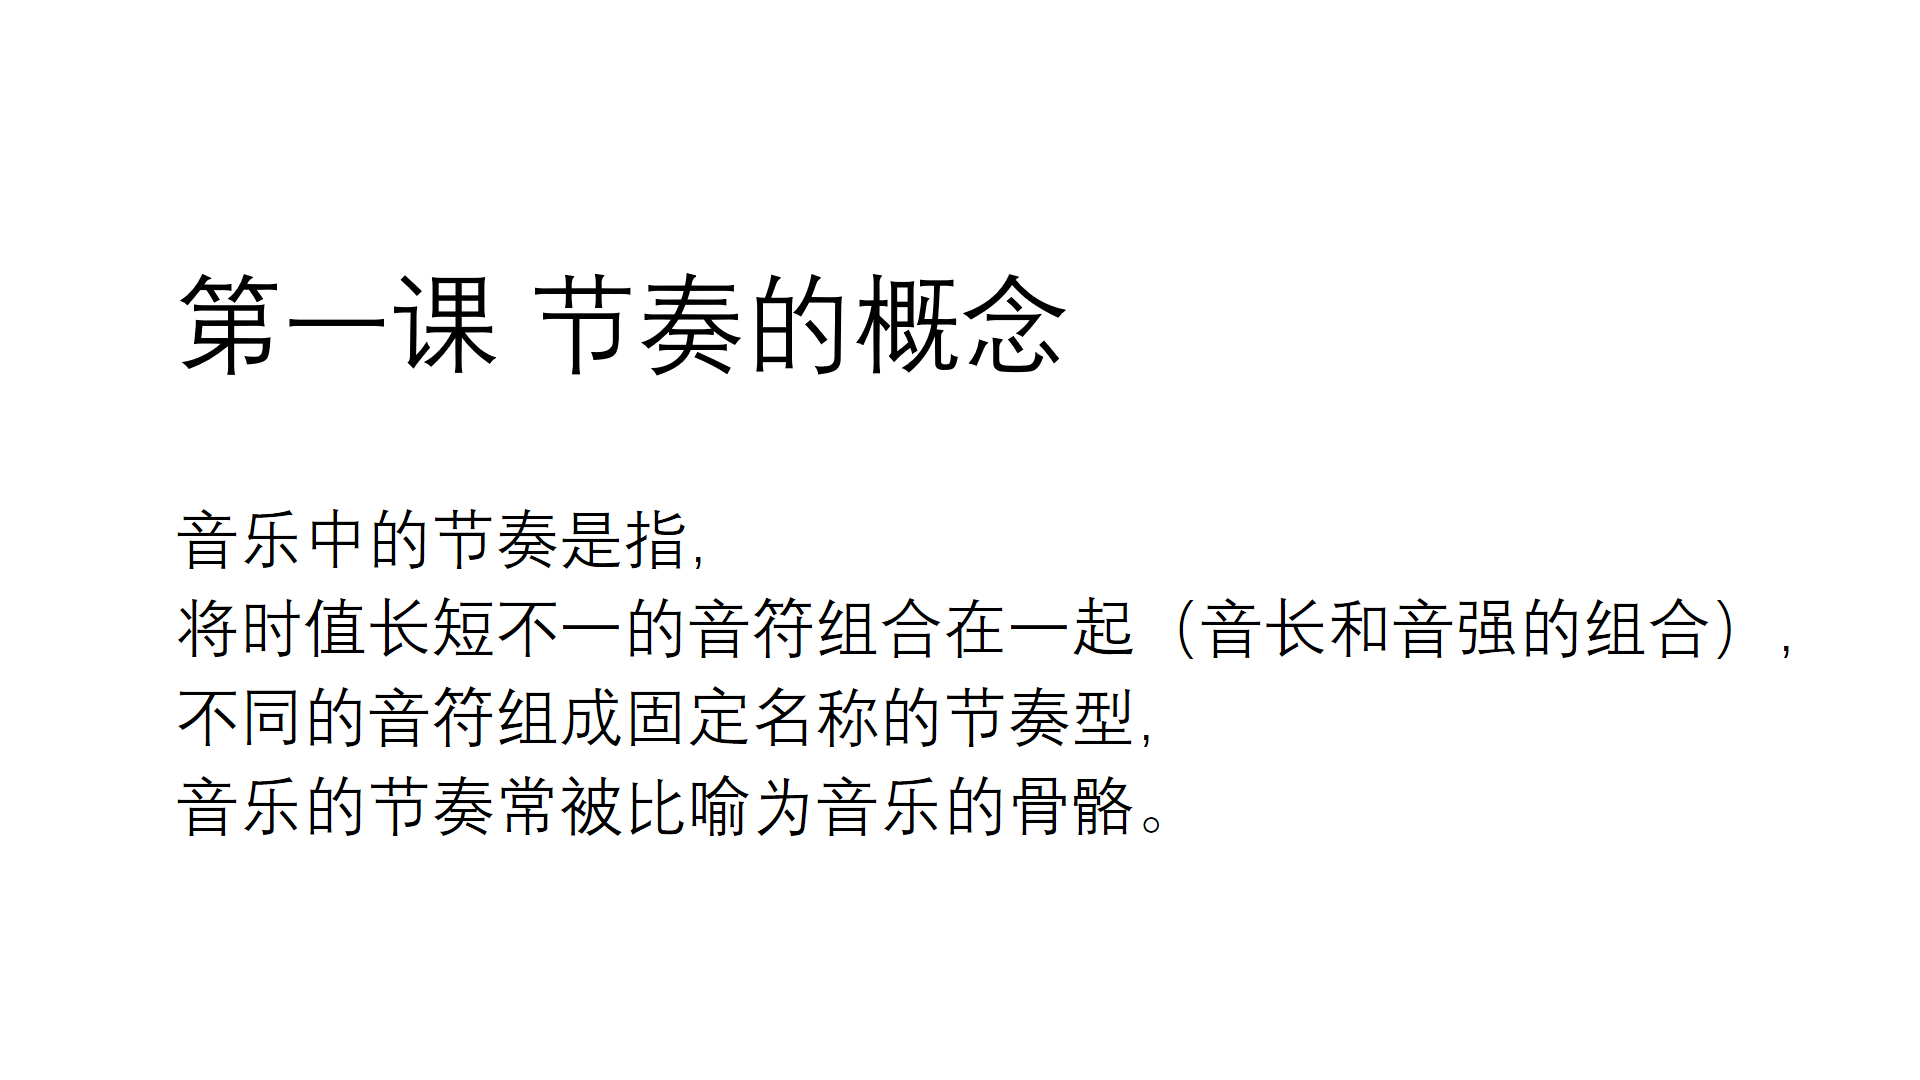 第一课 节奏的概念
音乐中的节奏是指,
将时值长短不一的音符组合在一起（音长和音强的组合）,
不同的音符组成固定名称的节奏型,
音乐的节奏常被比喻为音乐的骨骼。